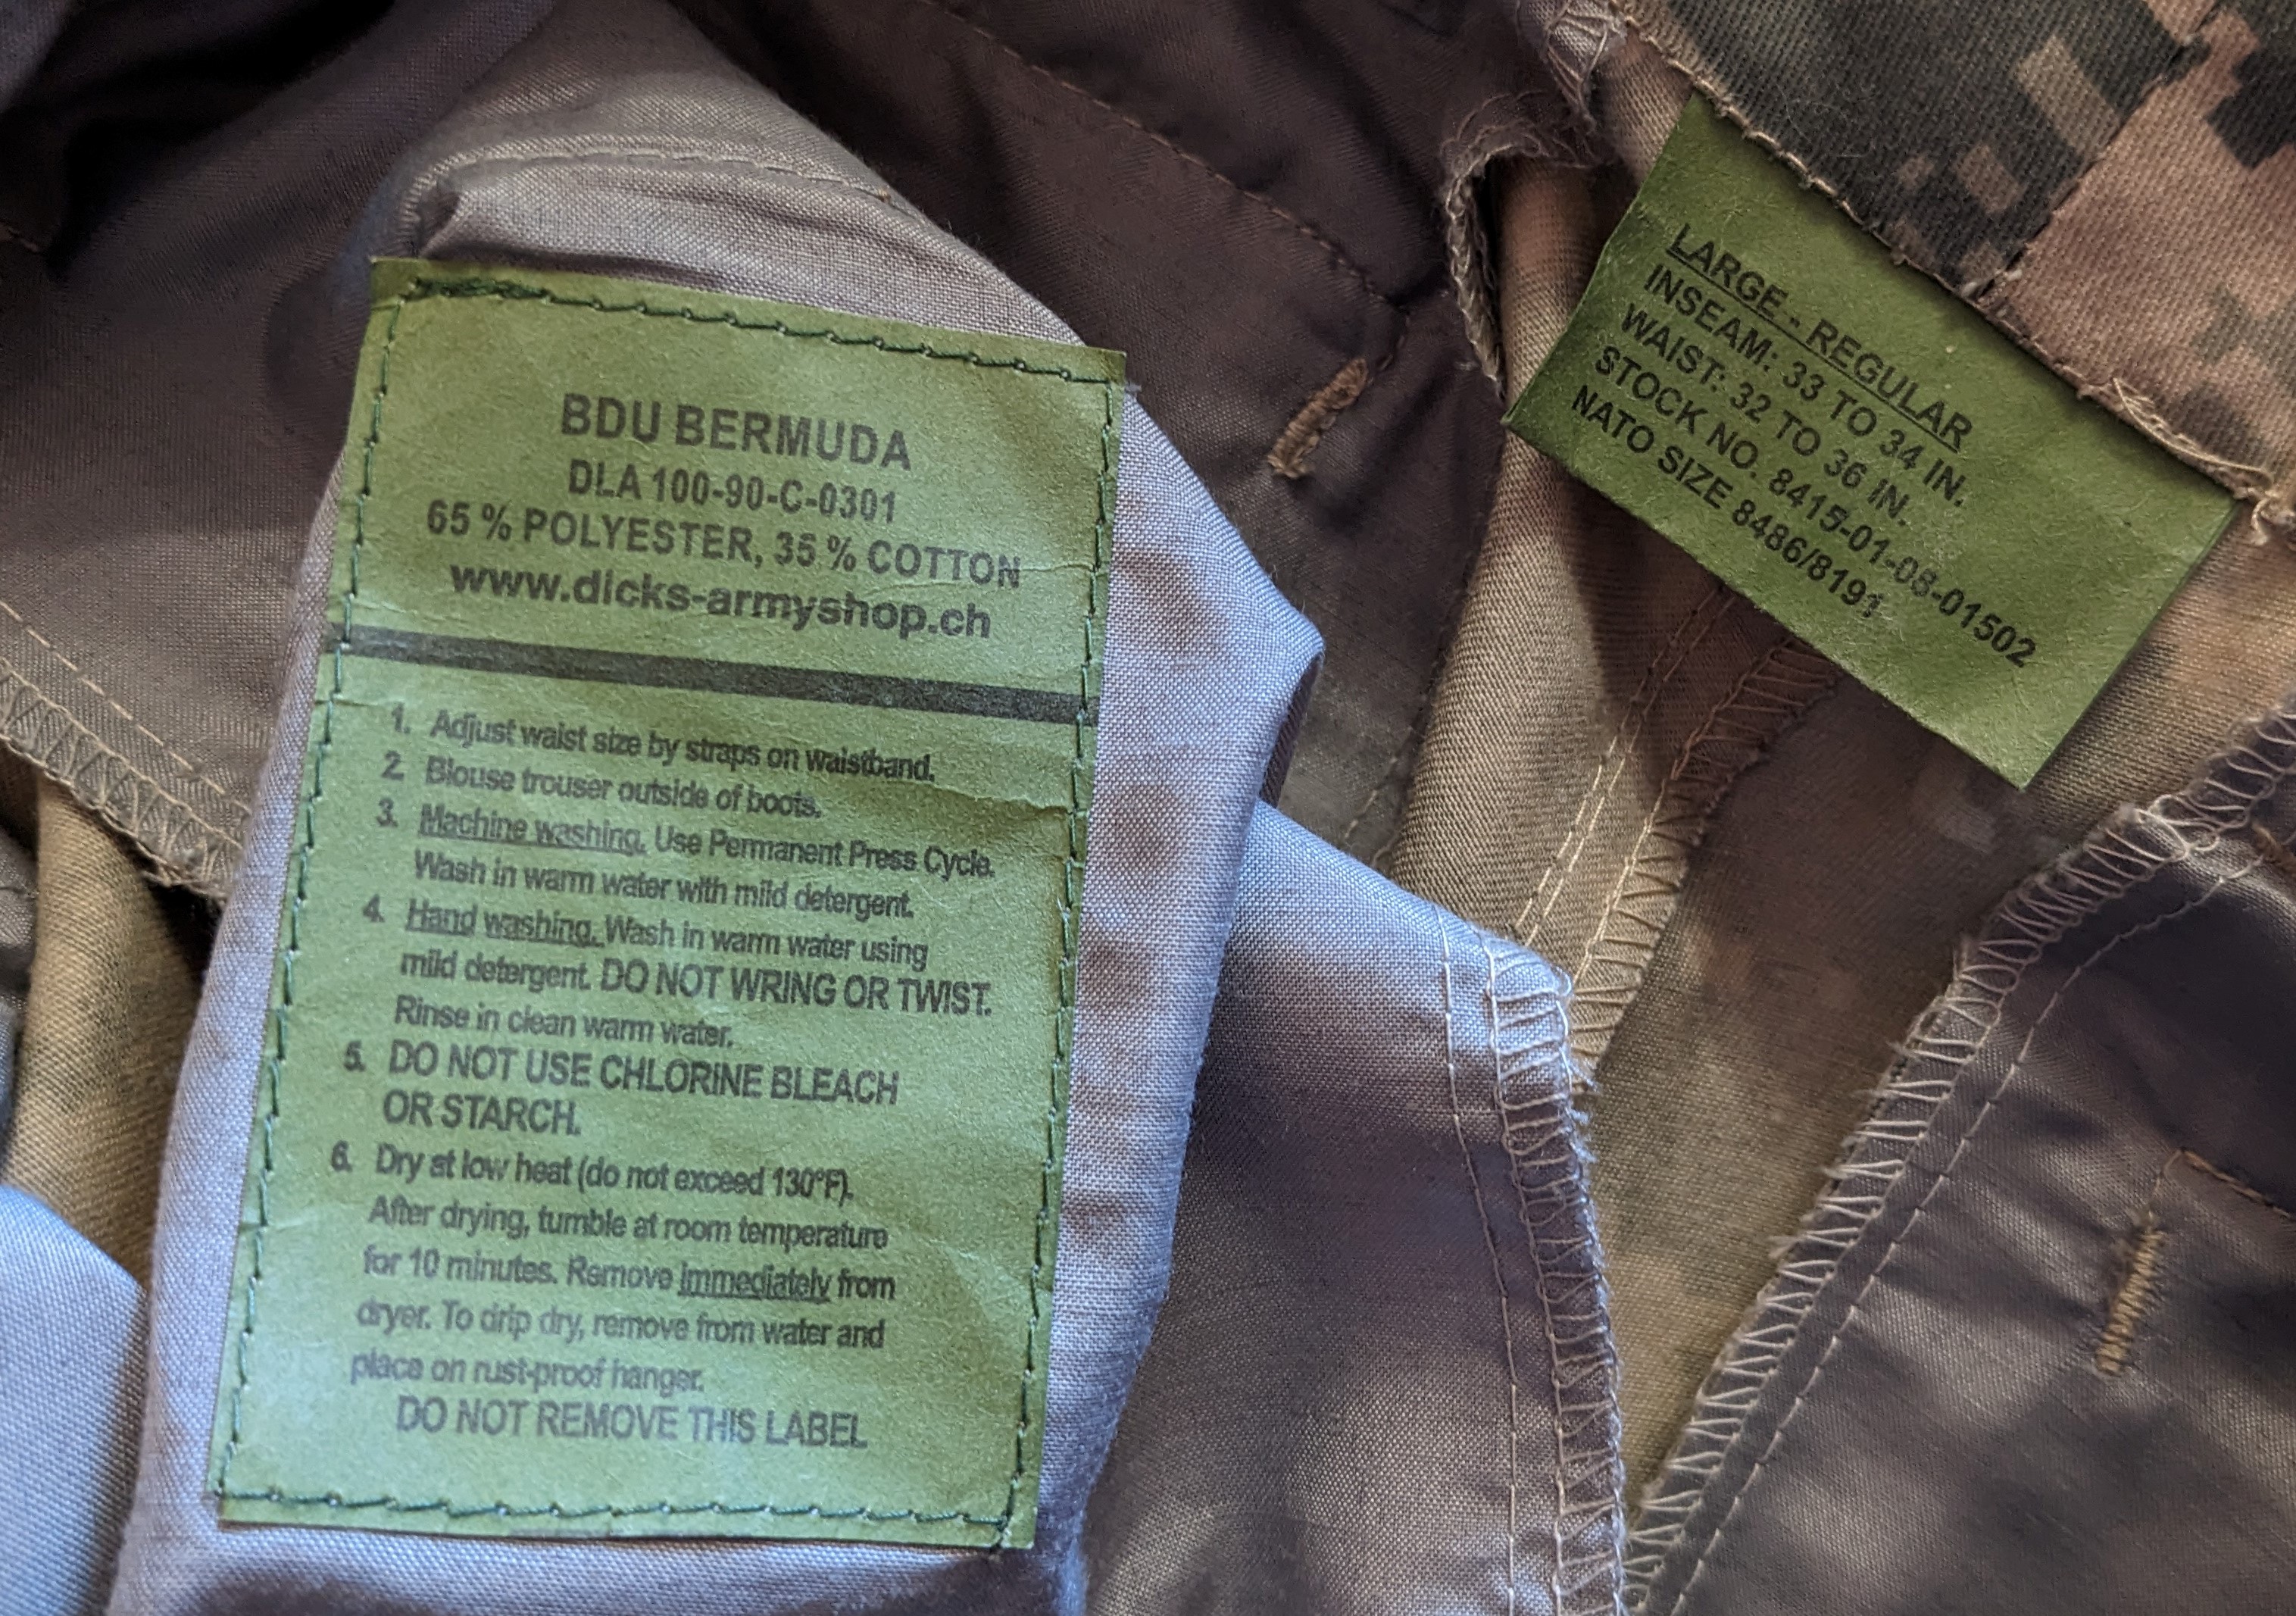 BDU BERMUDA
DLA 100-90-C-0301
65 % POLYESTER, 35 % COTTON
www.dicks-armyshop.ch
1. Adjust waist size by straps on waistband.
2. Blouse trouser outside of boots.
3. Machine washing. Use Permanent Press Cycle.
Wash in warm water with mild detergent.
4. Hand washing. Wash in warm water using
mild detergent. DO NOT WRING OR TWIST.
Rinse in clean warm water.
5. DO NOT USE CHLORINE BLEACH
OR STARCH.
6. Dry at low heat (do not exceed 130°F).
After drying, tumble at room temperature
for 10 minutes. Remove immediately from
dryer. To drip dry, remove from water and
place on rust-proof hanger.
DO NOT REMOVE THIS LABEL
LARGE - REGULAR
INSEAM: 33 TO 34 IN.
WAIST: 32 TO 36 IN.
STOCK NO. 8415-01-08-01502
NATO SIZE 8486/8191